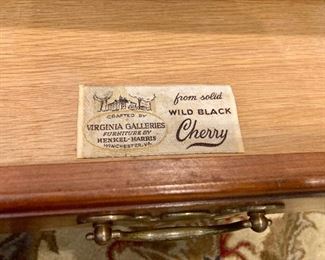 CRAFTED BY
VIRGINIA GALLERIES
FURNITURE BY
HENKEL-HARRIS
WINCHESTER, VA.
from solid
WILD BLACK
Cherry